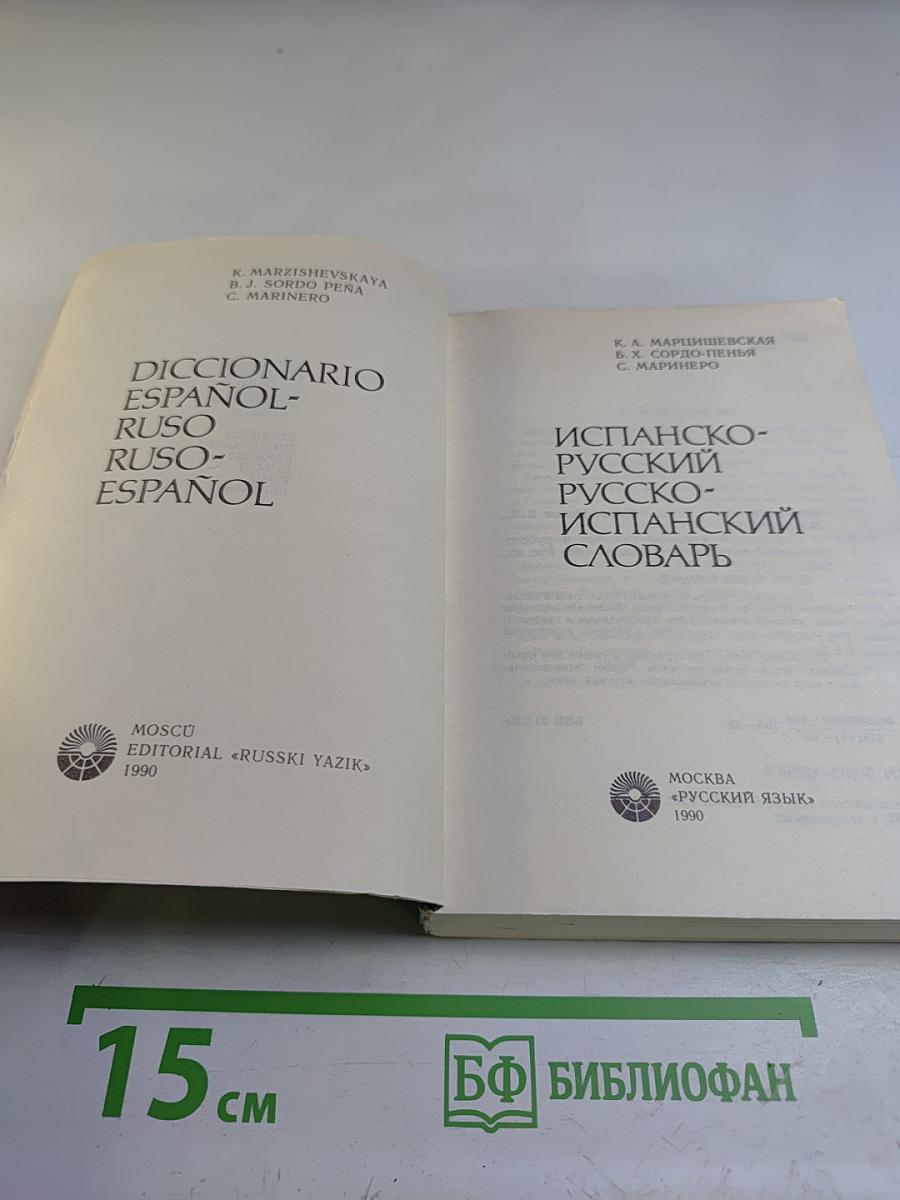 K. MARZISHEVSKAYA
B. J. SORDO PEÑA
C. MARINERO
DICCIONARIO
ESPAÑOL-
RUSO
RUSO-
ESPAÑOL
MOSCÚ
EDITORIAL «RUSSKI YAZIK»
1990
К. А. МАРЦИШЕВСКАЯ
Б. Х. СОРДО-ПЕНЬЯ
С. МАРИНЕРО
ИСПАНСКО-
РУССКИЙ
РУССКО-
ИСПАНСКИЙ
СЛОВАРЬ
МОСКВА
«РУССКИЙ ЯЗЫК»
1990
15 см
БФ БИБЛИОФАН